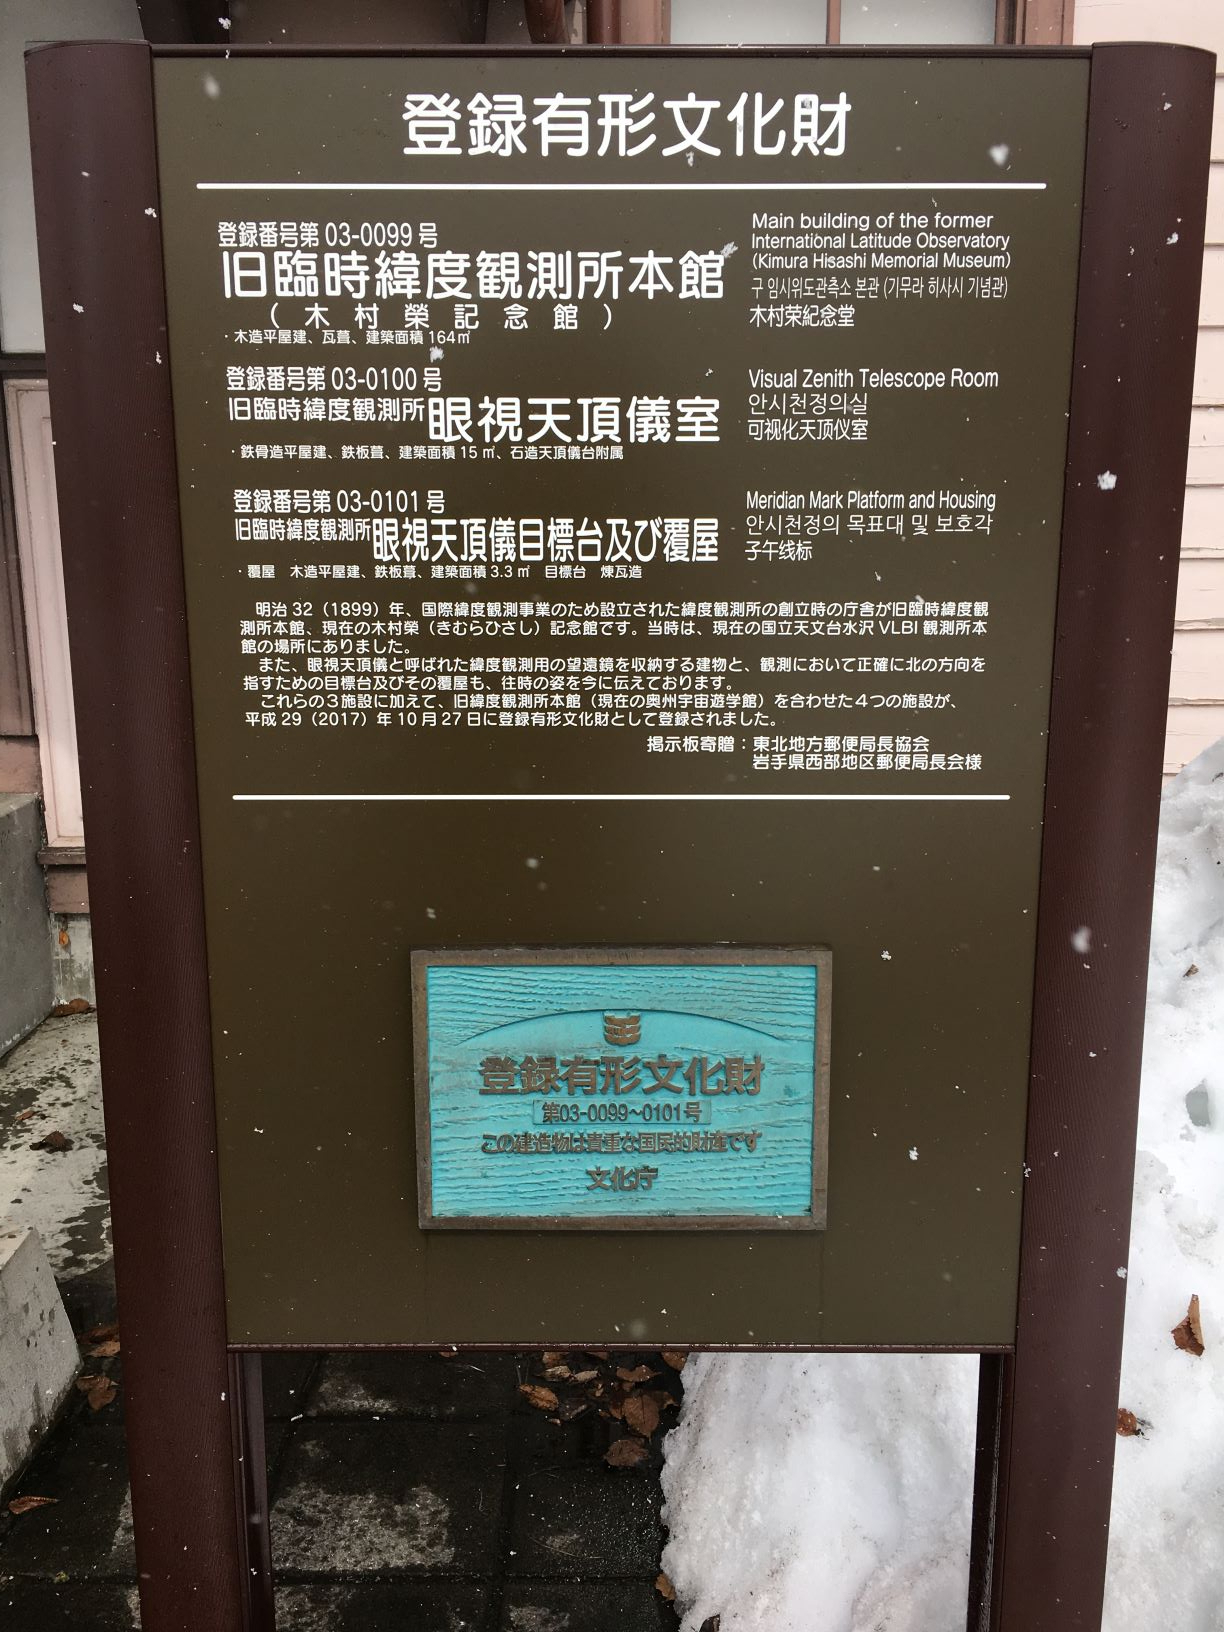 登録有形文化財
登録番号第 03-0099 号
旧臨時緯度観測所本館
（木村榮記念館）
・木造平屋建、瓦葺、建築面積 164㎡
Main building of the former
International Latitude Observatory
(Kimura Hisashi Memorial Museum)
구 임시위도관측소 본관 (기무라 히사시 기념관)
木村荣紀念堂
登録番号第 03-0100 号
旧臨時緯度観測所眼視天頂儀室
・鉄骨造平屋建、鉄板葺、建築面積 15 ㎡、石造天頂儀台附属
Visual Zenith Telescope Room
안시천정의실
可视化天顶仪室
登録番号第 03-0101 号
旧臨時緯度観測所眼視天頂儀目標台及び覆屋
・覆屋　木造平屋建、鉄板葺、建築面積 3.3 ㎡　目標台　煉瓦造
Meridian Mark Platform and Housing
안시천정의 목표대 및 보호각
子午线标
明治 32（1899）年、国際緯度観測事業のため設立された緯度観測所の創立時の庁舎が旧臨時緯度観
測所本館、現在の木村榮（きむらひさし）記念館です。当時は、現在の国立天文台水沢 VLBI 観測所本
館の場所にありました。
また、眼視天頂儀と呼ばれた緯度観測用の望遠鏡を収納する建物と、観測において正確に北の方向を
指すための目標台及びその覆屋も、往時の姿を今に伝えております。
これらの３施設に加えて、旧緯度観測所本館（現在の奥州宇宙遊学館）を合わせた４つの施設が、
平成 29（2017）年 10 月 27 日に登録有形文化財として登録されました。
掲示板寄贈：東北地方郵便局長協会
岩手県西部地区郵便局長会様
登録有形文化財
第03-0099~0101号
この建造物は貴重な国民的財産です
文化庁